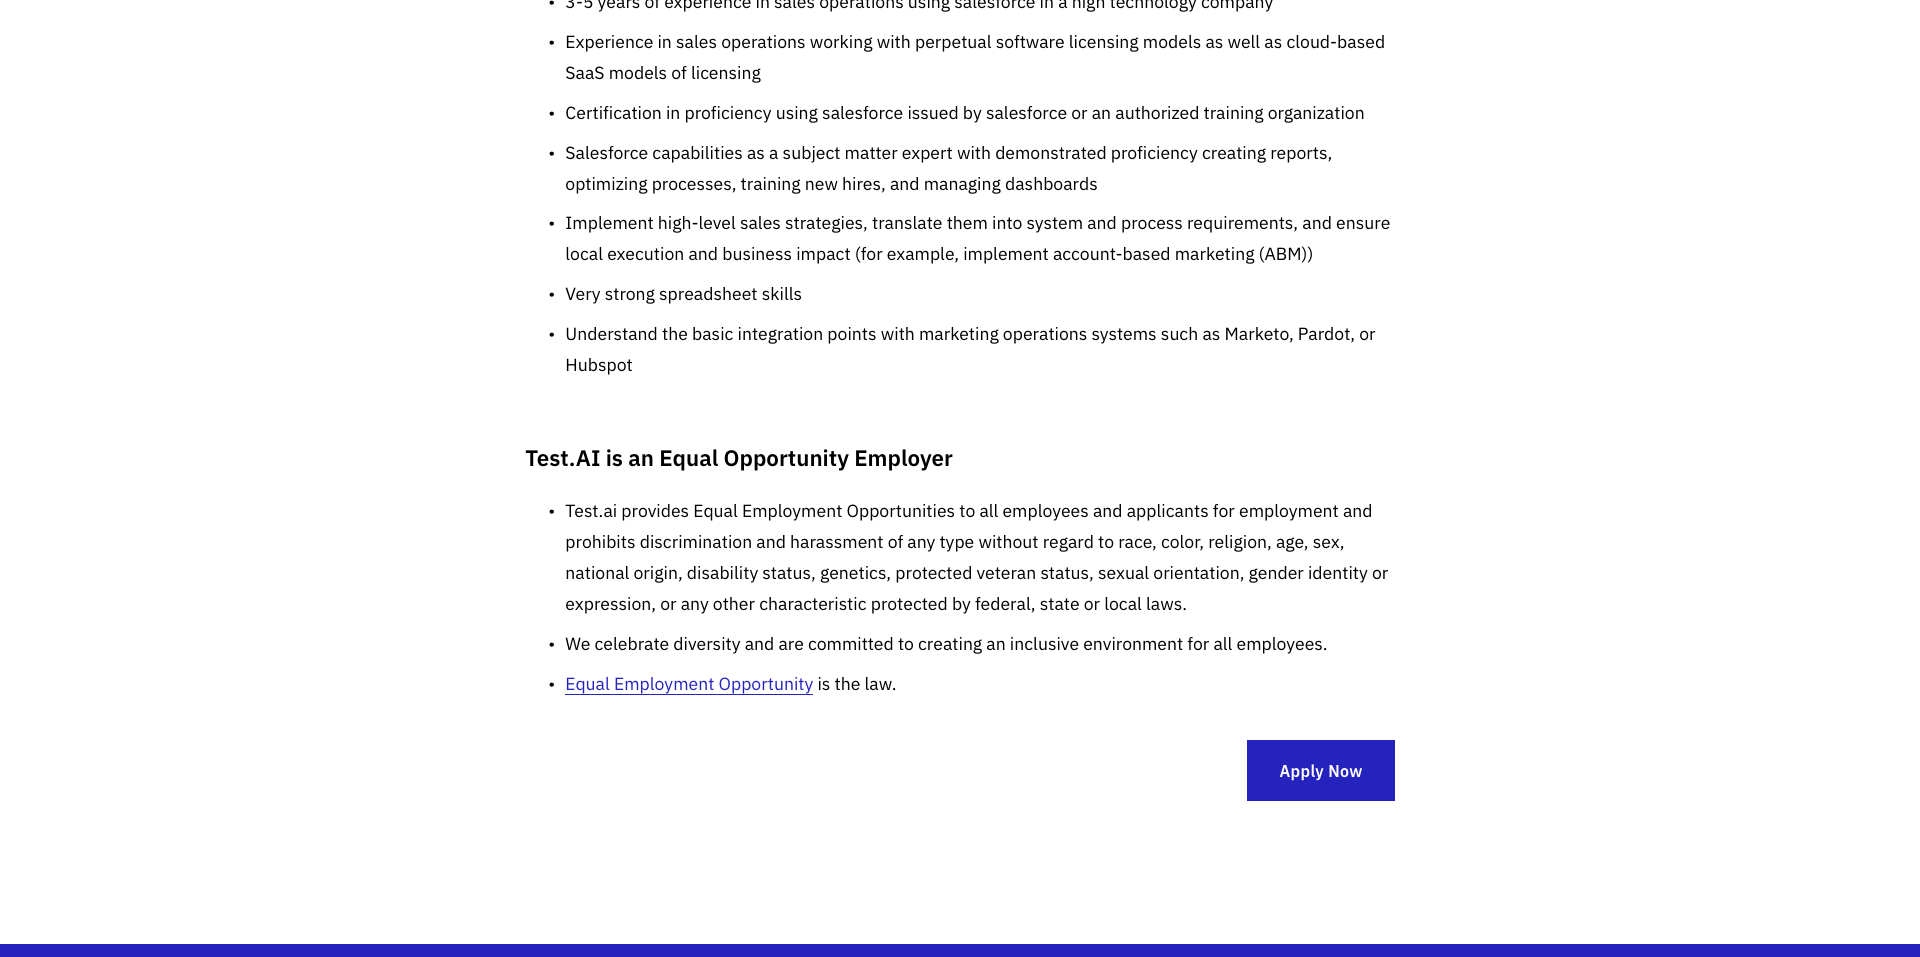 • 3-5 years of experience in sales operations using salesforce in a high technology company
• Experience in sales operations working with perpetual software licensing models as well as cloud-based
SaaS models of licensing
• Certification in proficiency using salesforce issued by salesforce or an authorized training organization
• Salesforce capabilities as a subject matter expert with demonstrated proficiency creating reports,
optimizing processes, training new hires, and managing dashboards
• Implement high-level sales strategies, translate them into system and process requirements, and ensure
local execution and business impact (for example, implement account-based marketing (ABM))
• Very strong spreadsheet skills
• Understand the basic integration points with marketing operations systems such as Marketo, Pardot, or
Hubspot
Test.AI is an Equal Opportunity Employer
• Test.ai provides Equal Employment Opportunities to all employees and applicants for employment and
prohibits discrimination and harassment of any type without regard to race, color, religion, age, sex,
national origin, disability status, genetics, protected veteran status, sexual orientation, gender identity or
expression, or any other characteristic protected by federal, state or local laws.
• We celebrate diversity and are committed to creating an inclusive environment for all employees.
• Equal Employment Opportunity is the law.
Apply Now